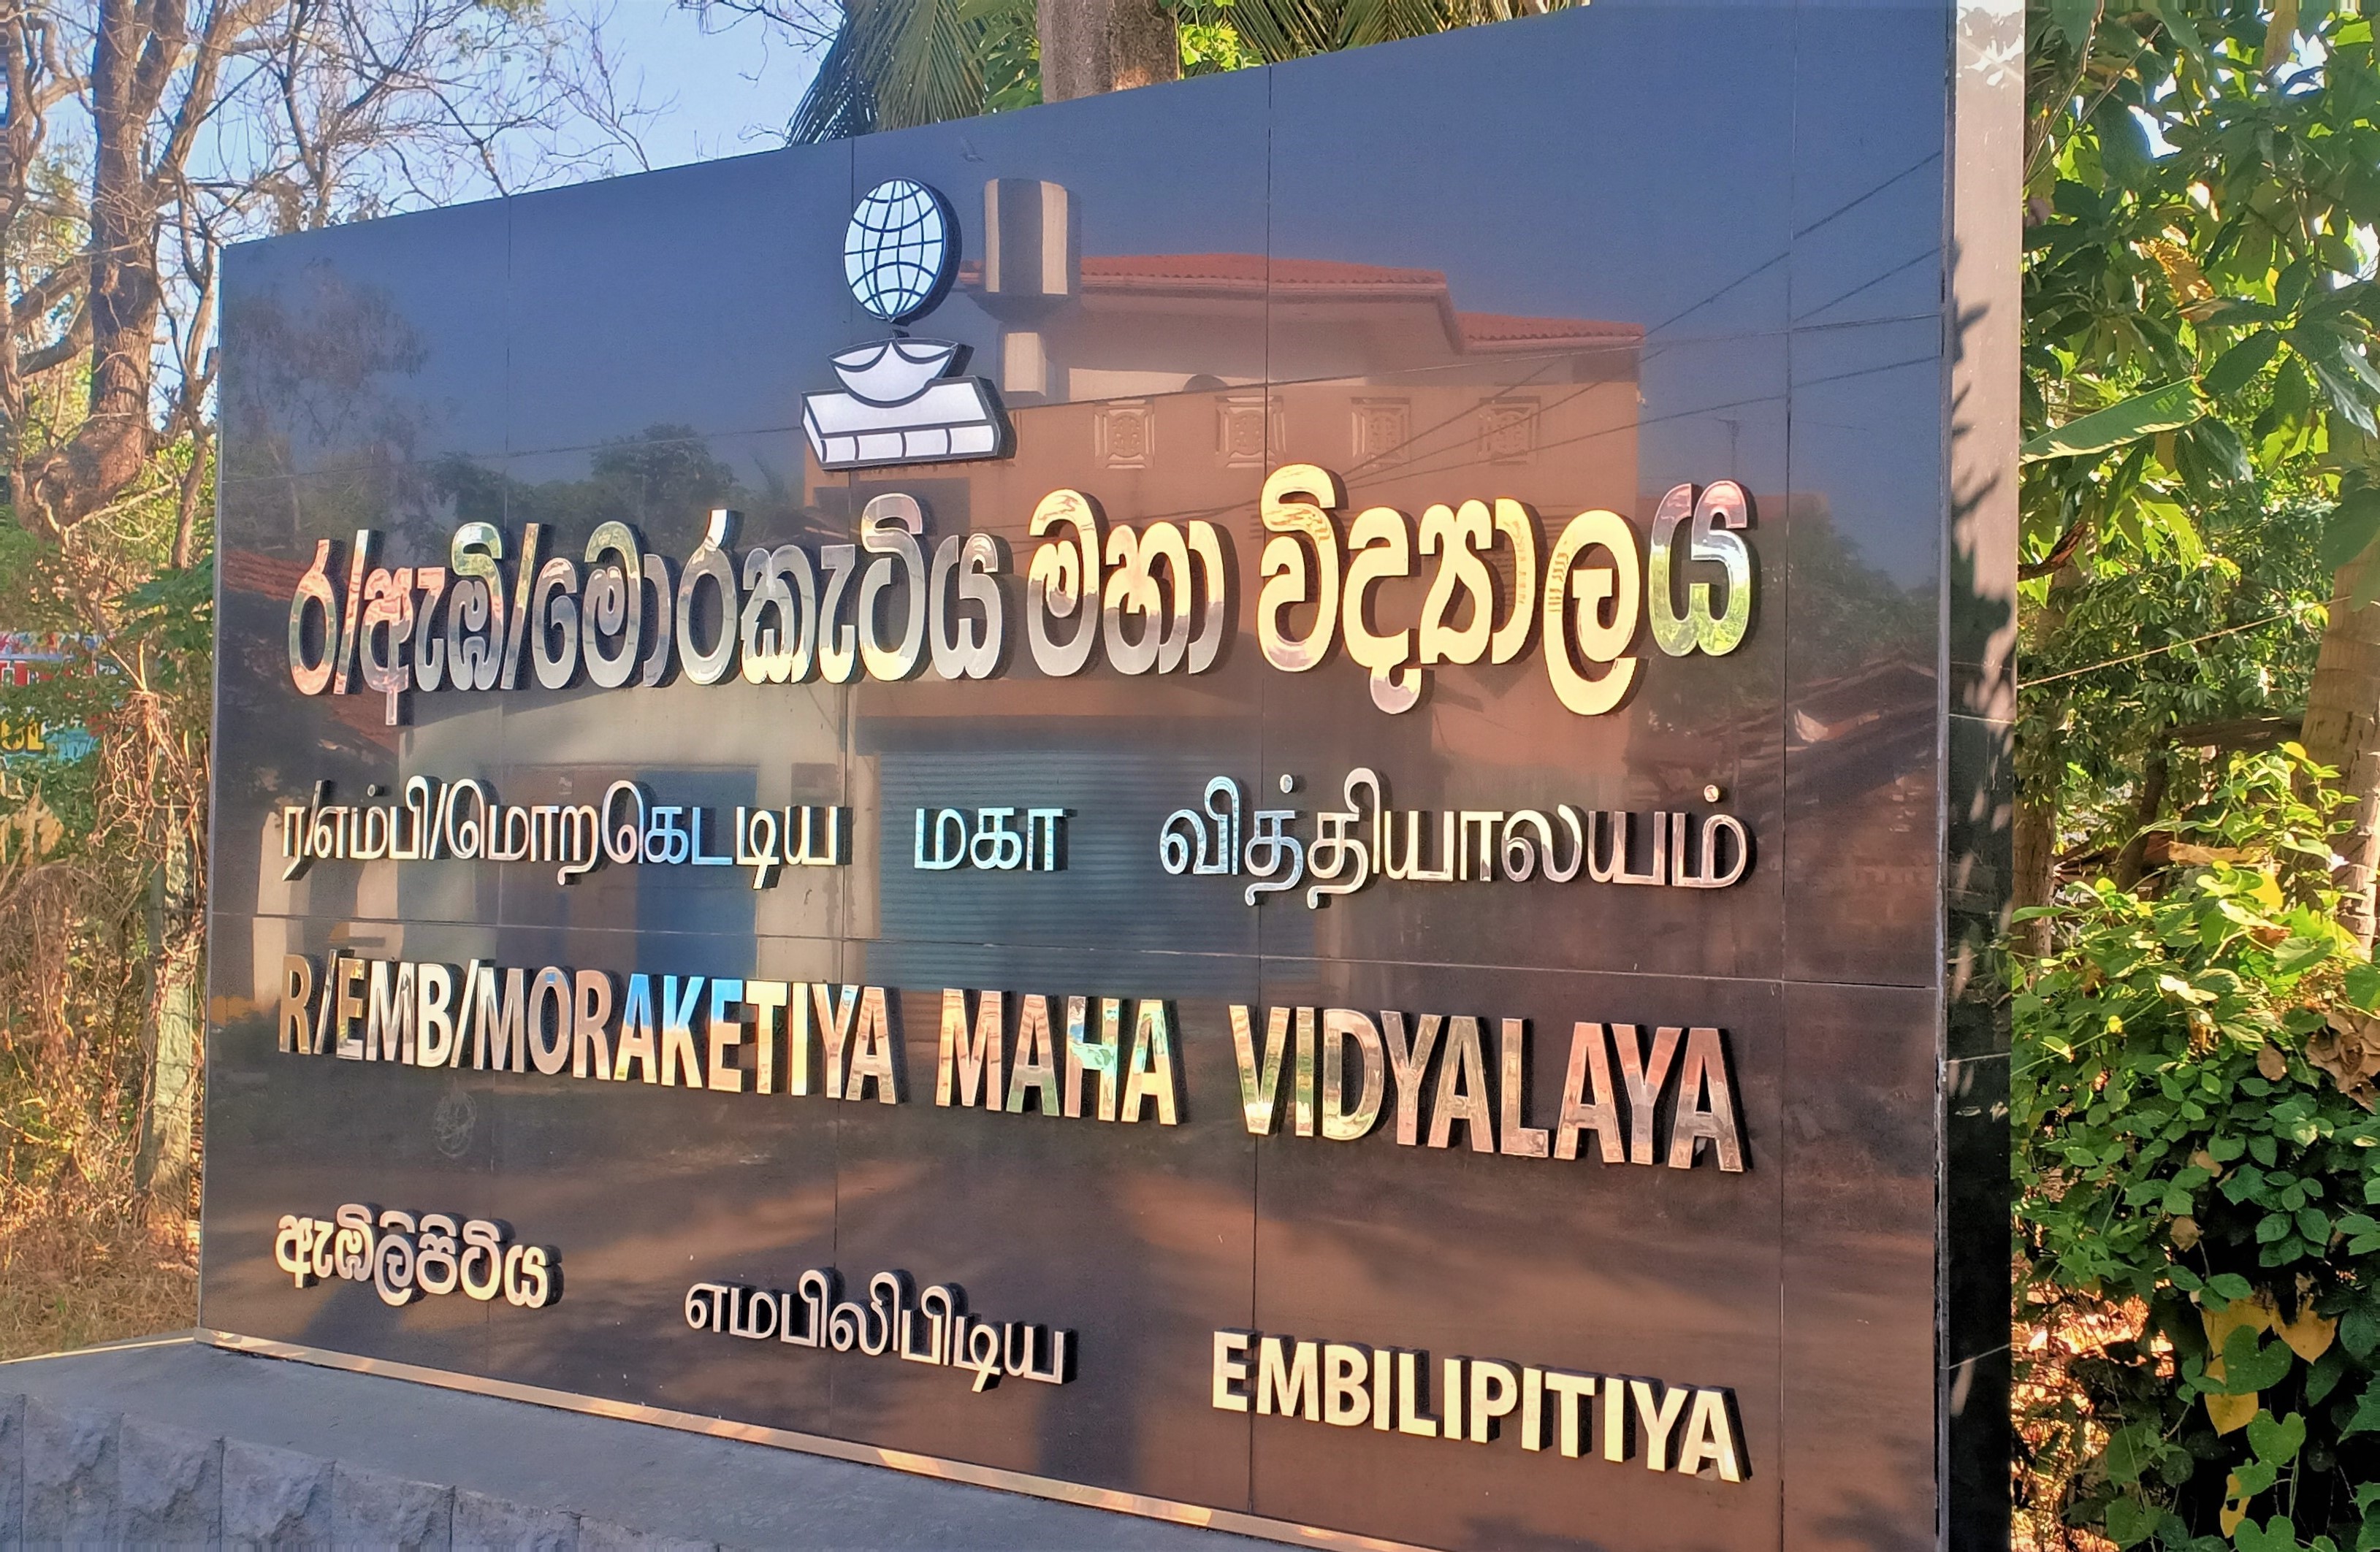 ර/ඇඹි/මොරකැටිය මහා විද්‍යාලය
ர/எம்பி/மொறகெடடிய மகா வித்தியாலயம்
R/EMB/MORAKETIYA MAHA VIDYALAYA
ඇඹිලිපිටිය எமபிலிபிடிய EMBILIPITIYA